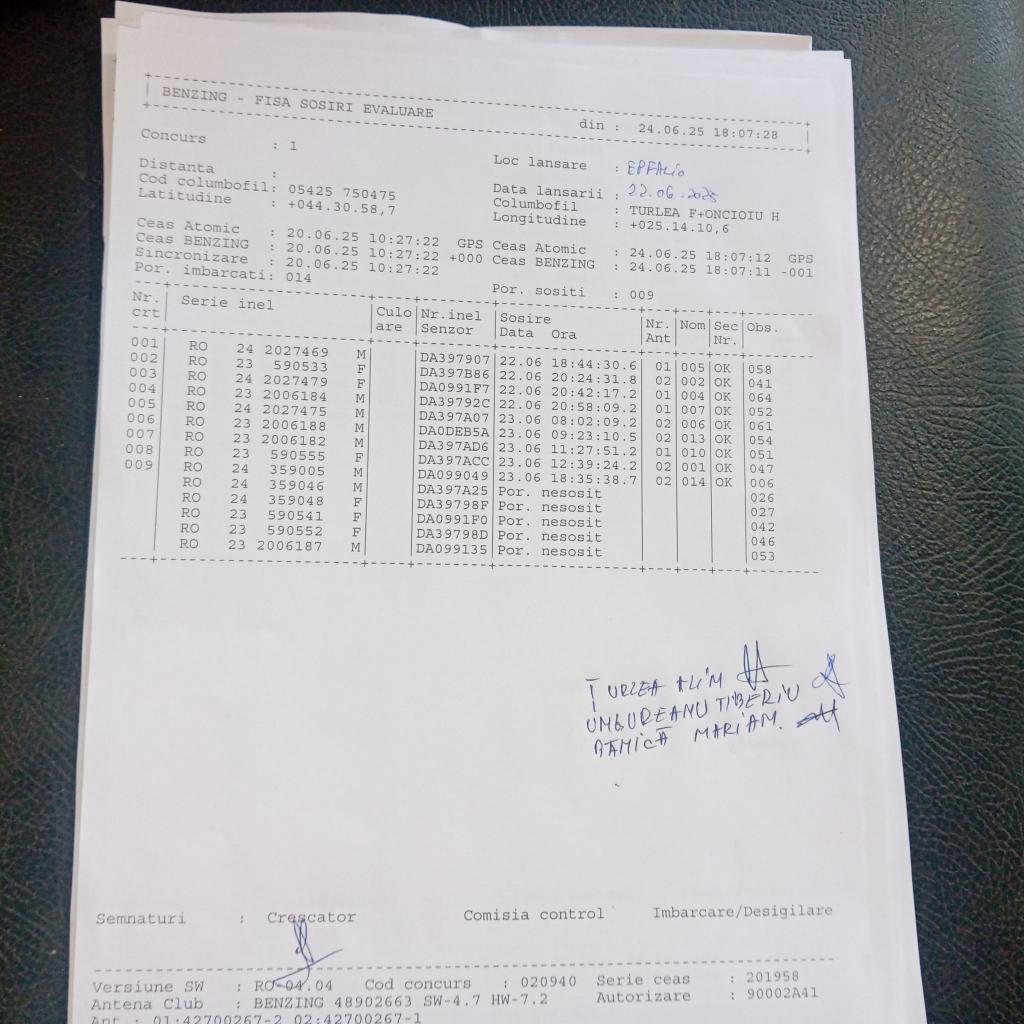 BENZING - FISA SOSIRI EVALUARE
din : 24.06.25 18:07:28
Concurs : 1
Loc lansare :
Distanta :
Data lansarii : 22.06.2025
Cod columbofil: 05425 750475
Columbofil : TURLEA F+ONCIOIU H
Latitudine : +044.30.58,7
Longitudine : +025.14.10,6
Ceas Atomic : 20.06.25 10:27:22 GPS Ceas Atomic : 24.06.25 18:07:12 GPS
Ceas BENZING : 20.06.25 10:27:22 +000 Ceas BENZING : 24.06.25 18:07:11 -001
Sincronizare : 20.06.25 10:27:22
Por. imbarcati: 014
Por. sositi : 009
Nr. crt | Serie inel | Culo are | Nr.inel Senzor | Sosire Data Ora | Nr. Ant | Nom | Sec Nr. | Obs.
001 RO 24 2027469 M DA397907 22.06 18:44:30.6 01 005 OK 058
002 RO 23 590533 F DA397B86 22.06 20:24:31.8 02 002 OK 041
003 RO 24 2027479 F DA0991F7 22.06 20:42:17.2 01 004 OK 064
004 RO 23 2006184 M DA39792C 22.06 20:58:09.2 01 007 OK 052
005 RO 24 2027475 M DA397A07 23.06 08:02:09.2 02 006 OK 061
006 RO 23 2006188 M DA0DEB5A 23.06 09:23:10.5 02 013 OK 054
007 RO 23 2006182 M DA397AD6 23.06 11:27:51.2 01 010 OK 051
008 RO 23 590555 F DA397ACC 23.06 12:39:24.2 02 001 OK 047
009 RO 24 359005 M DA099049 23.06 18:35:38.7 02 014 OK 006
RO 24 359046 M DA397A25 Por. nesosit 026
RO 24 359048 F DA39798F Por. nesosit 027
RO 23 590541 F DA0991F0 Por. nesosit 042
RO 23 590552 F DA39798D Por. nesosit 046
RO 23 2006187 M DA099135 Por. nesosit 053
ȚURLEA ALIM
UNGUREANU TIBERIU
MARIAM.
Semnaturi : Crescator Comisia control Imbarcare/Desigilare
Versiune SW : RO-04.04 Cod concurs : 020940 Serie ceas : 201958
Antena Club : BENZING 48902663 SW-4.7 HW-7.2 Autorizare : 90002A41
Ant : 01:42700267-2 02:42700267-1